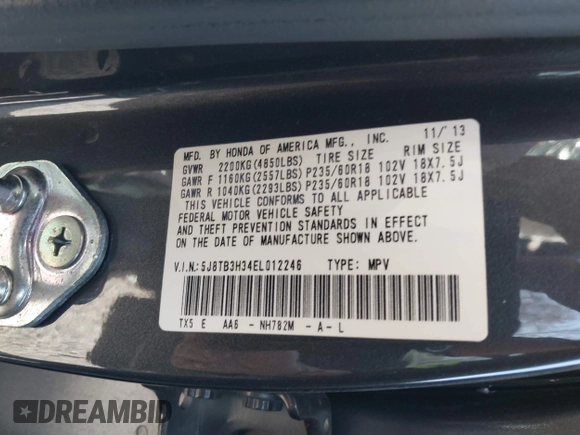 MFD. BY HONDA OF AMERICA MFG., INC. 11/'13
GVWR 2200KG(4850LBS) TIRE SIZE RIM SIZE
GAWR F 1160KG(2557LBS)P235/60R18 102V 18X7.5J
GAWR R 1040KG(2293LBS)P235/60R18 102V 18X7.5J
THIS VEHICLE CONFORMS TO ALL APPLICABLE
FEDERAL MOTOR VEHICLE SAFETY
AND THEFT PREVENTION STANDARDS IN EFFECT
ON THE DATE OF MANUFACTURE SHOWN ABOVE.
V.I.N.:5J8TB3H34EL012246 TYPE: MPV
TX5 E AA6 - NH782M - A - L
DREAMBID